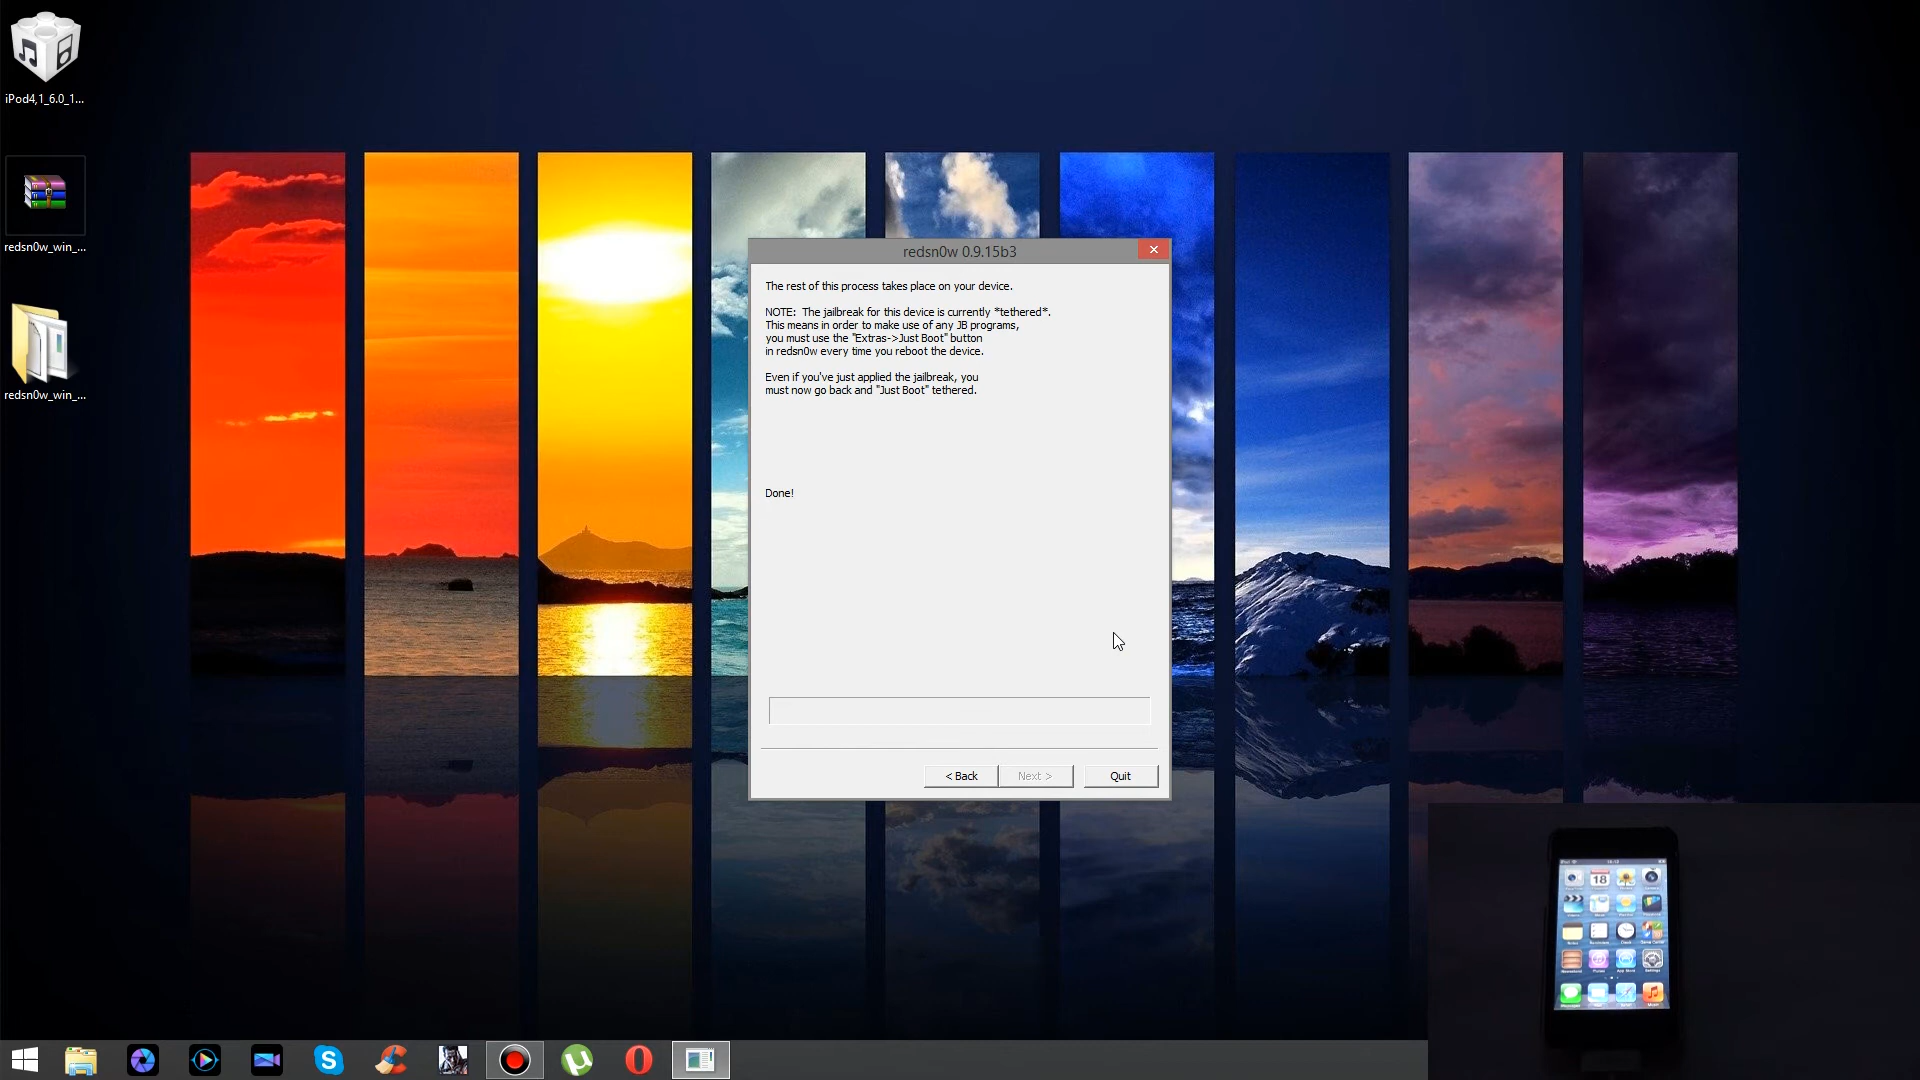 iPod4,1_6.0_1...
redsn0w_win_...
redsn0w_win_...
redsn0w 0.9.15b3
The rest of this process takes place on your device.
NOTE:  The jailbreak for this device is currently *tethered*.
This means in order to make use of any JB programs,
you must use the "Extras->Just Boot" button
in redsn0w every time you reboot the device.
Even if you've just applied the jailbreak, you
must now go back and "Just Boot" tethered.
Done!
< Back
Next >
Quit
18